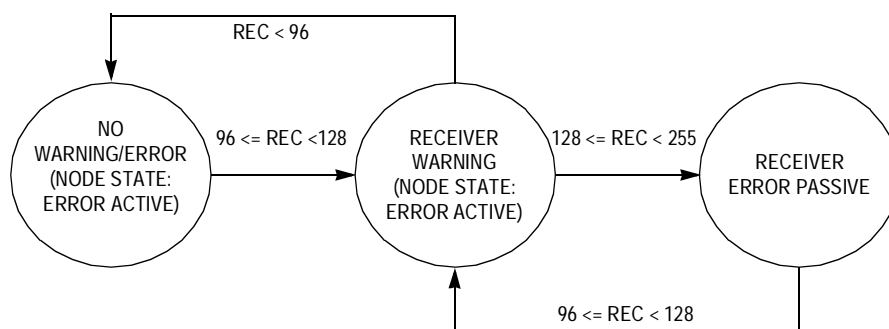 REC < 96
NO
WARNING/ERROR
(NODE STATE:
ERROR ACTIVE)
96 <= REC <128
RECEIVER
WARNING
(NODE STATE:
ERROR ACTIVE)
128 <= REC < 255
RECEIVER
ERROR PASSIVE
96 <= REC < 128